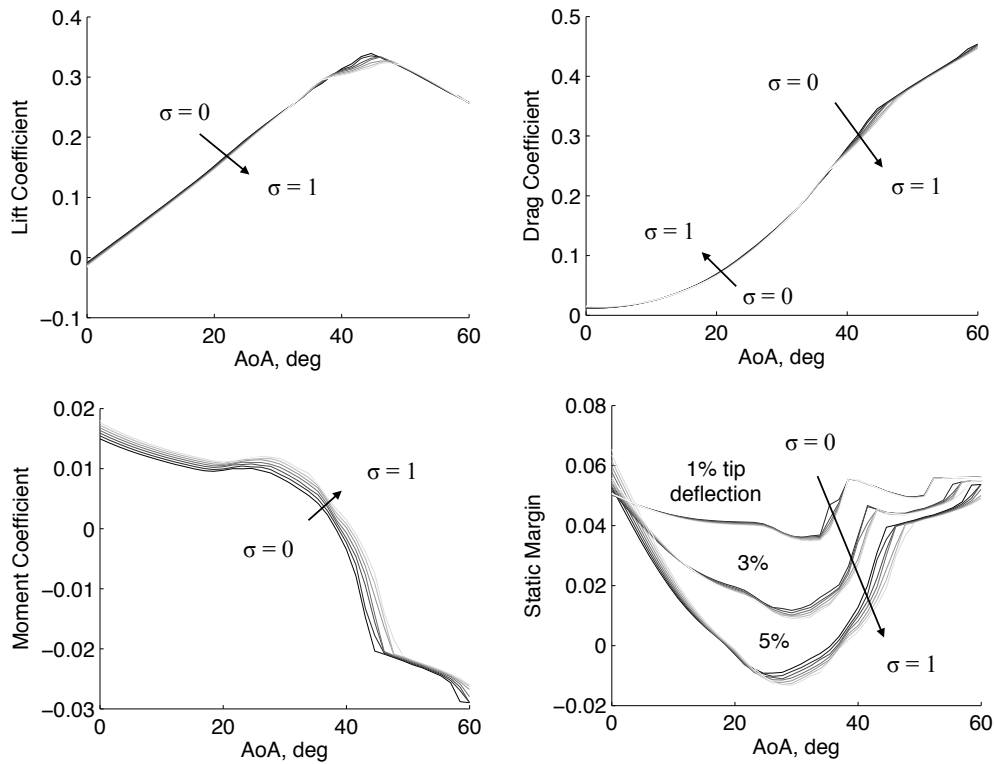 0.4
0.3
0.2
0.1
0
−0.1
Lift Coefficient
σ = 0
σ = 1
0
20
40
60
AoA, deg
0.5
0.4
0.3
0.2
0.1
0
Drag Coefficient
σ = 0
σ = 1
σ = 1
σ = 0
0
20
40
60
AoA, deg
0.02
0.01
0
−0.01
−0.02
−0.03
Moment Coefficient
σ = 1
σ = 0
0
20
40
60
AoA, deg
0.08
0.06
0.04
0.02
0
−0.02
Static Margin
σ = 0
1% tip
deflection
3%
5%
σ = 1
0
20
40
60
AoA, deg